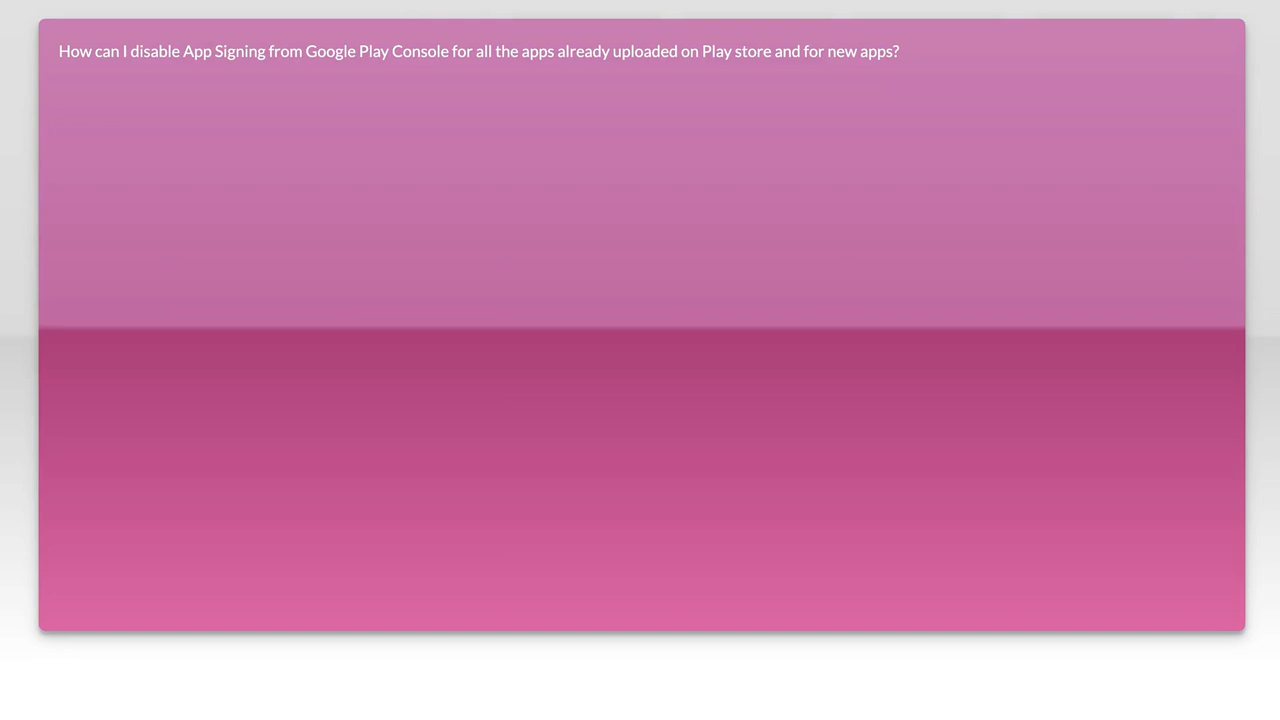 How can I disable App Signing from Google Play Console for all the apps already uploaded on Play store and for new apps?